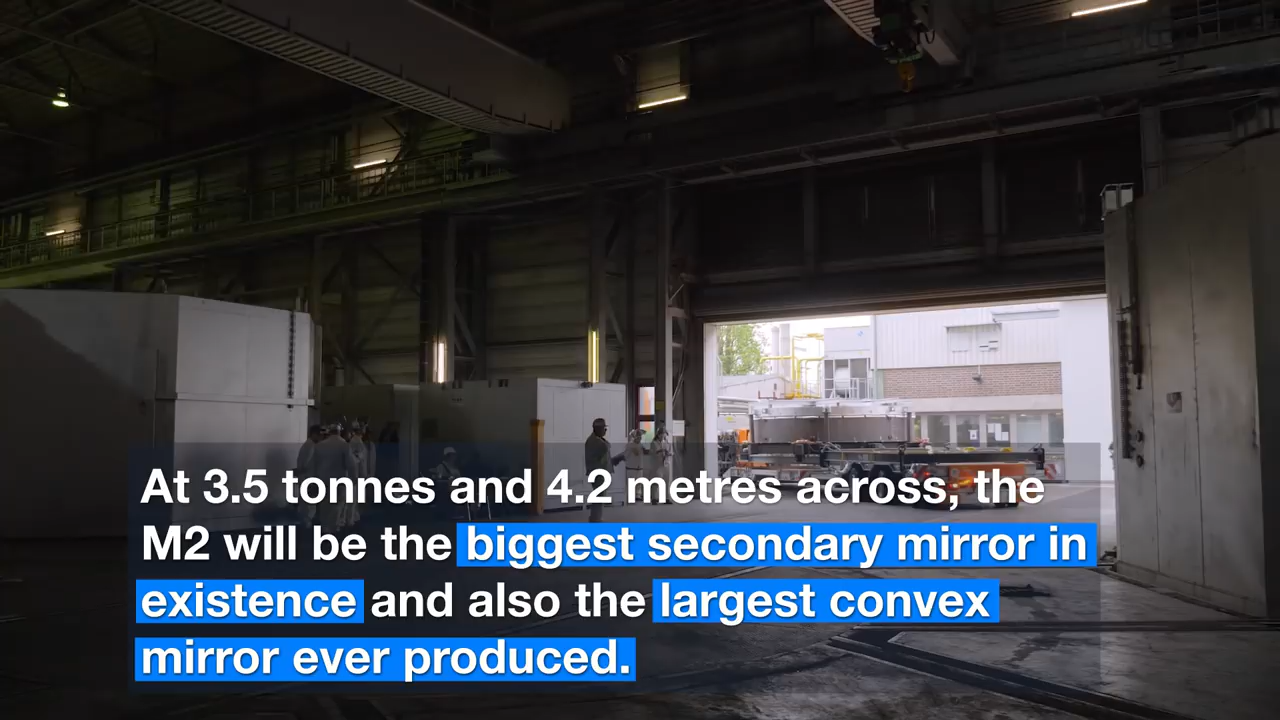 At 3.5 tonnes and 4.2 metres across, the
M2 will be the biggest secondary mirror in
existence and also the largest convex
mirror ever produced.